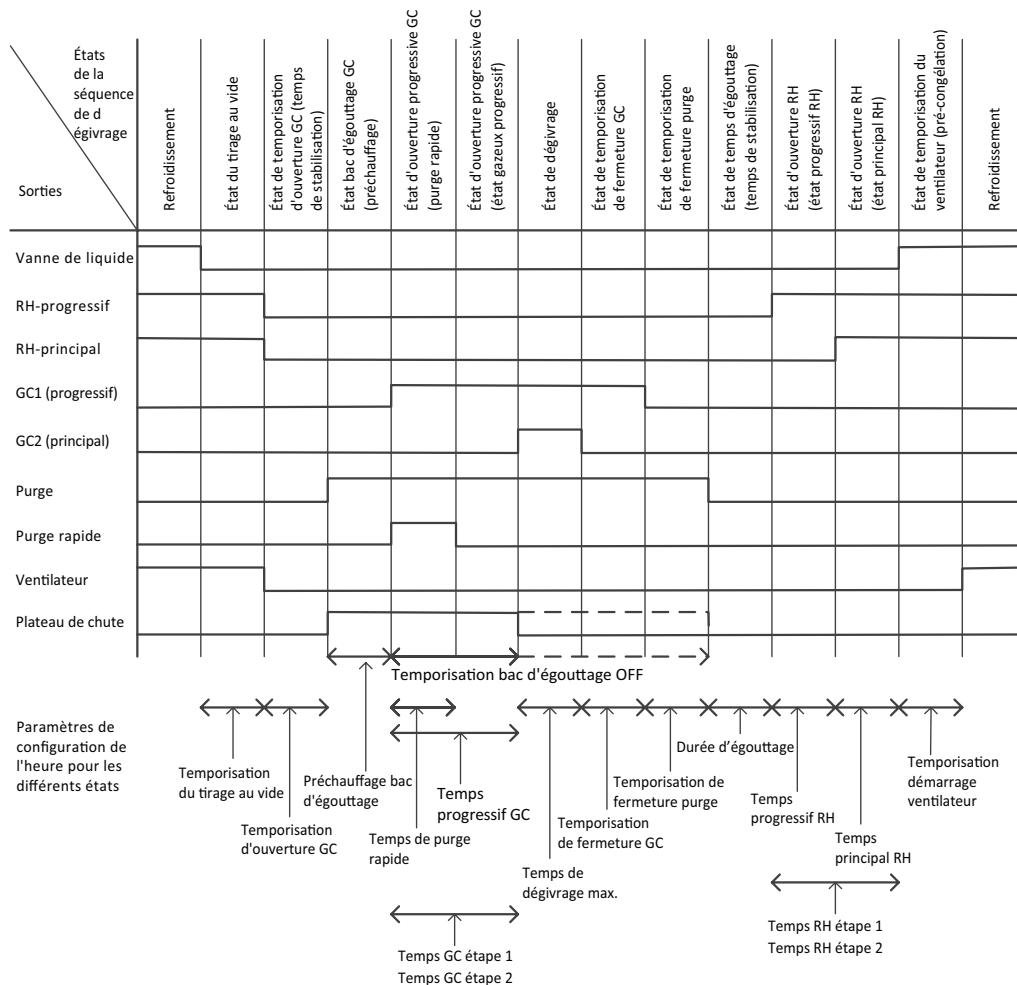 États
de la
séquence
de d
égivrage
Sorties
Refroidissement
État du tirage au vide
État de temporisation
d'ouverture GC (temps
de stabilisation)
État bac d'égouttage GC
(préchauffage)
État d'ouverture progressive GC
(purge rapide)
État d'ouverture progressive GC
(état gazeux progressif)
État de dégivrage
État de temporisation
de fermeture GC
État de temporisation
de fermeture purge
État de temps d'égouttage
(temps de stabilisation)
État d'ouverture RH
(état progressif RH)
État d'ouverture RH
(état principal RH)
État de temporisation du
ventilateur (pré-congélation)
Refroidissement
Vanne de liquide
RH-progressif
RH-principal
GC1 (progressif)
GC2 (principal)
Purge
Purge rapide
Ventilateur
Plateau de chute
Temporisation bac d'égouttage OFF
Paramètres de
configuration de
l'heure pour les
différents états
Temporisation
du tirage au vide
Temporisation
d'ouverture GC
Préchauffage bac
d'égouttage
Temps de purge
rapide
Temps
progressif GC
Temps GC étape 1
Temps GC étape 2
Temps de
dégivrage max.
Temporisation
de fermeture GC
Temporisation de
fermeture purge
Durée d'égouttage
Temps
progressif RH
Temps
principal RH
Temps RH étape 1
Temps RH étape 2
Temporisation
démarrage
ventilateur